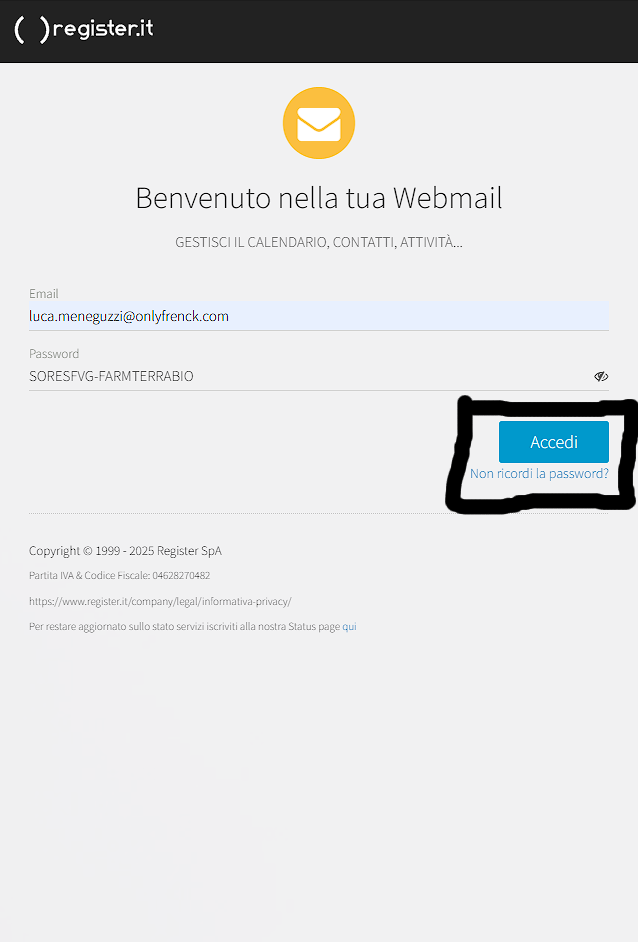 ( )register.it
Benvenuto nella tua Webmail
GESTISCI IL CALENDARIO, CONTATTI, ATTIVITÀ...
Email
luca.meneguzzi@onlyfrenck.com
Password
SORESFVG-FARMTERRABIO
Accedi
Non ricordi la password?
Copyright © 1999 - 2025 Register SpA
Partita IVA & Codice Fiscale: 04628270482
https://www.register.it/company/legal/informativa-privacy/
Per restare aggiornato sullo stato servizi iscriviti alla nostra Status page qui